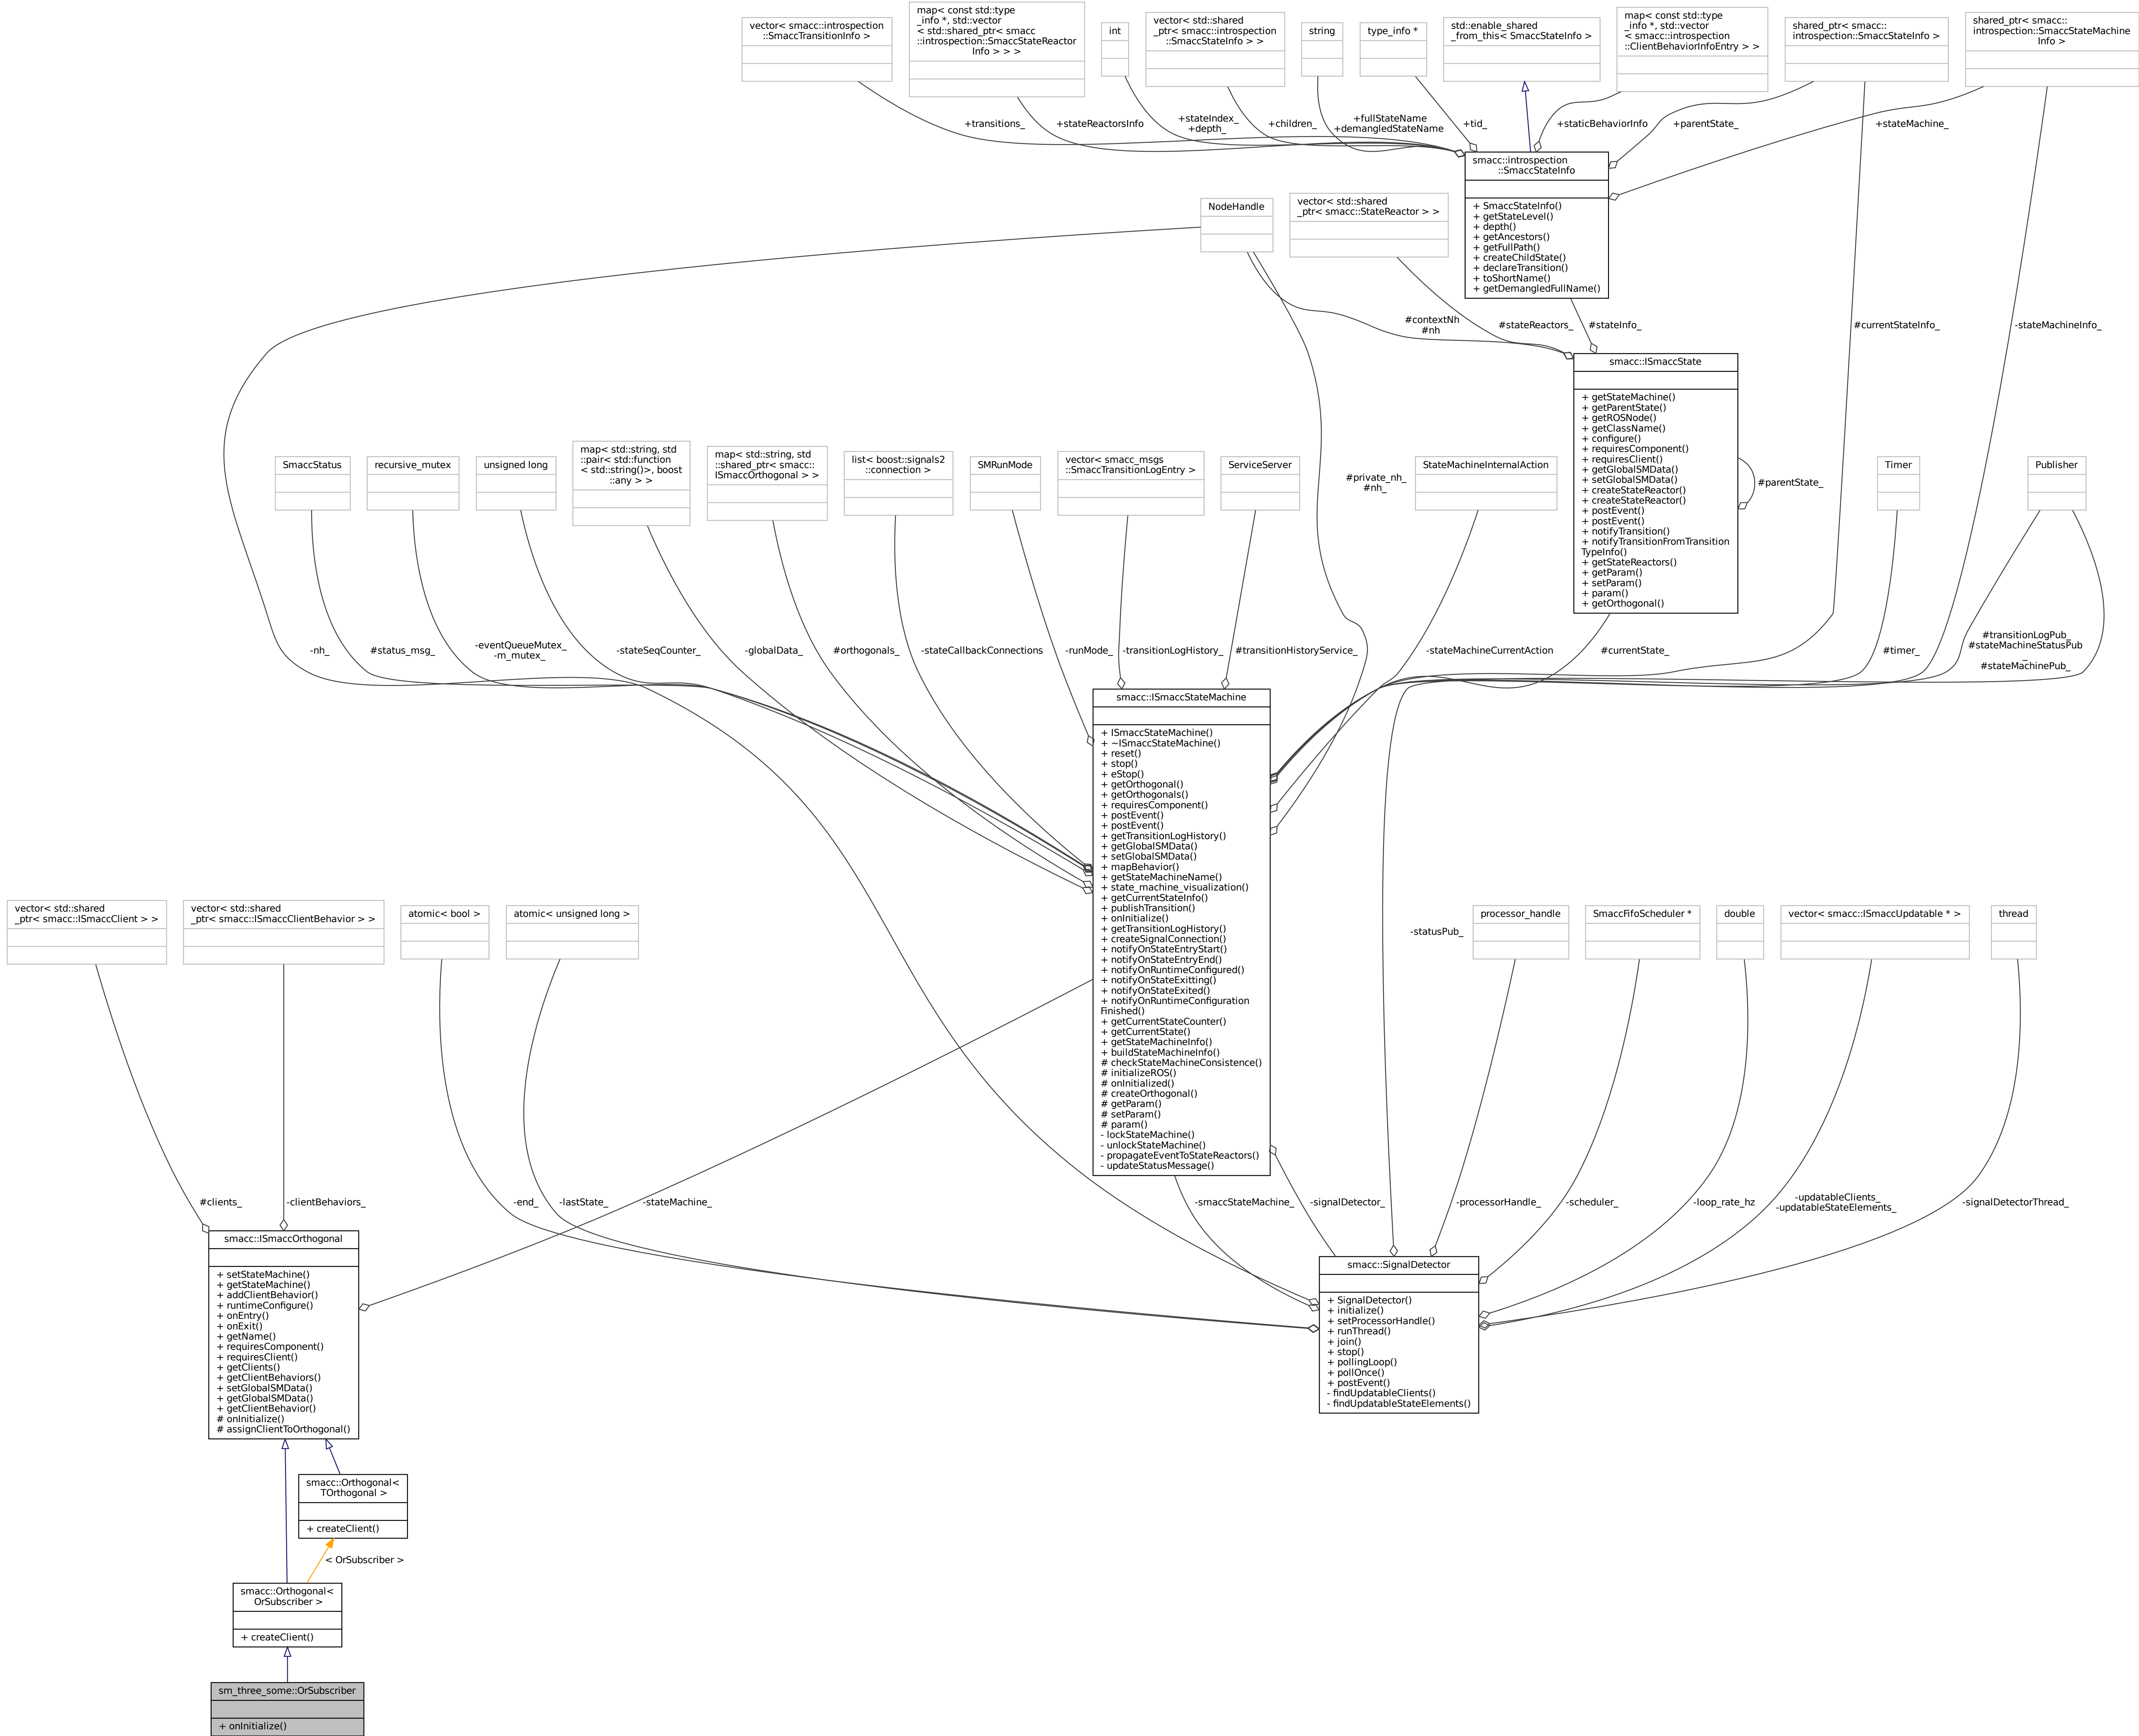 vector< smacc::introspection
::SmaccTransitionInfo >
map< const std::type
_info *, std::vector
< std::shared_ptr< smacc
::introspection::SmaccStateReactor
Info > > >
int
vector< std::shared
_ptr< smacc::introspection
::SmaccStateInfo > >
string
type_info *
std::enable_shared
_from_this< SmaccStateInfo >
map< const std::type
_info *, std::vector
< smacc::introspection
::ClientBehaviorInfoEntry > >
shared_ptr< smacc::
introspection::SmaccStateInfo >
shared_ptr< smacc::
introspection::SmaccStateMachine
Info >
+transitions_
+stateReactorsInfo
+stateIndex_
+depth_
+children_
+fullStateName
+demangledStateName
+tid_
+staticBehaviorInfo
+parentState_
+stateMachine_
smacc::introspection
::SmaccStateInfo
+ SmaccStateInfo()
+ getStateLevel()
+ depth()
+ getAncestors()
+ getFullPath()
+ createChildState()
+ declareTransition()
+ toShortName()
+ getDemangledFullName()
NodeHandle
vector< std::shared
_ptr< smacc::StateReactor > >
#contextNh
#nh
#stateReactors_
#stateInfo_
#currentStateInfo_
-stateMachineInfo_
smacc::ISmaccState
+ getStateMachine()
+ getParentState()
+ getROSNode()
+ getClassName()
+ configure()
+ requiresComponent()
+ requiresClient()
+ getGlobalSMData()
+ setGlobalSMData()
+ createStateReactor()
+ createStateReactor()
+ postEvent()
+ postEvent()
+ notifyTransition()
+ notifyTransitionFromTransition
TypeInfo()
+ getStateReactors()
+ getParam()
+ setParam()
+ param()
+ getOrthogonal()
#parentState_
SmaccStatus
recursive_mutex
unsigned long
map< std::string, std
::pair< std::function
< std::string()>, boost
::any > >
map< std::string, std
::shared_ptr< smacc::
ISmaccOrthogonal > >
list< boost::signals2
::connection >
SMRunMode
vector< smacc_msgs
::SmaccTransitionLogEntry >
ServiceServer
#private_nh_
#nh_
StateMachineInternalAction
Timer
Publisher
-nh_
#status_msg_
-eventQueueMutex_
-m_mutex_
-stateSeqCounter_
-globalData_
#orthogonals_
-stateCallbackConnections
-runMode_
-transitionLogHistory_
#transitionHistoryService_
-stateMachineCurrentAction
#currentState_
#timer_
#transitionLogPub_
#stateMachineStatusPub
_
#stateMachinePub_
smacc::ISmaccStateMachine
+ ISmaccStateMachine()
+ ~ISmaccStateMachine()
+ reset()
+ stop()
+ eStop()
+ getOrthogonal()
+ getOrthogonals()
+ requiresComponent()
+ postEvent()
+ postEvent()
+ getTransitionLogHistory()
+ getGlobalSMData()
+ setGlobalSMData()
+ mapBehavior()
+ getStateMachineName()
+ state_machine_visualization()
+ getCurrentStateInfo()
+ publishTransition()
+ onInitialize()
+ getTransitionLogHistory()
+ createSignalConnection()
+ notifyOnStateEntryStart()
+ notifyOnStateEntryEnd()
+ notifyOnRuntimeConfigured()
+ notifyOnStateExitting()
+ notifyOnStateExited()
+ notifyOnRuntimeConfiguration
Finished()
+ getCurrentStateCounter()
+ getCurrentState()
+ getStateMachineInfo()
+ buildStateMachineInfo()
# checkStateMachineConsistence()
# initializeROS()
# onInitialized()
# createOrthogonal()
# getParam()
# setParam()
# param()
- lockStateMachine()
- unlockStateMachine()
- propagateEventToStateReactors()
- updateStatusMessage()
vector< std::shared
_ptr< smacc::ISmaccClient > >
vector< std::shared
_ptr< smacc::ISmaccClientBehavior > >
atomic< bool >
atomic< unsigned long >
-statusPub_
processor_handle
SmaccFifoScheduler *
double
vector< smacc::ISmaccUpdatable * >
thread
#clients_
-clientBehaviors_
-end_
-lastState_
-stateMachine_
-smaccStateMachine_
-signalDetector_
-processorHandle_
-scheduler_
-loop_rate_hz
-updatableClients_
-updatableStateElements_
-signalDetectorThread_
smacc::ISmaccOrthogonal
+ setStateMachine()
+ getStateMachine()
+ addClientBehavior()
+ runtimeConfigure()
+ onEntry()
+ onExit()
+ getName()
+ requiresComponent()
+ requiresClient()
+ getClients()
+ getClientBehaviors()
+ setGlobalSMData()
+ getGlobalSMData()
+ getClientBehavior()
# onInitialize()
# assignClientToOrthogonal()
smacc::SignalDetector
+ SignalDetector()
+ initialize()
+ setProcessorHandle()
+ runThread()
+ join()
+ stop()
+ pollingLoop()
+ pollOnce()
+ postEvent()
- findUpdatableClients()
- findUpdatableStateElements()
smacc::Orthogonal<
TOrthogonal >
+ createClient()
< OrSubscriber >
smacc::Orthogonal<
OrSubscriber >
+ createClient()
sm_three_some::OrSubscriber
+ onInitialize()